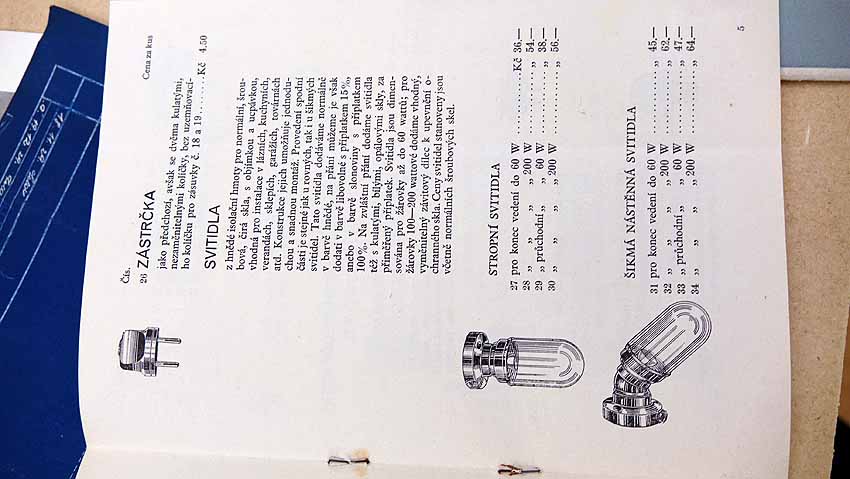 Čís.
Cena za kus
26 ZÁSTRČKA
jako předchozí, avšak se dvěma kulatými,
nezaměnitelnými kolíčky, bez uzemňovací-
ho kolíčku pro zásuvky č. 18 a 19........Kč 4.50
SVITIDLA
z hnědé isolační hmoty pro normální, šrou-
bová, čirá skla, s objímkou a ucpávkou,
vhodná pro instalace v lázních, kuchyních,
verandách, sklepích, garážích, továrnách
atd. Konstrukce jejich umožňuje jednodu-
chou a snadnou montáž. Provedení spodní
části je stejné jak u rovných, tak i u šikmých
svitidel. Tato svitidla dodáváme normálně
v barvě hnědé, na přání můžeme je však
dodati v barvě libovolné s příplatkem 15%
anebo v barvě slonoviny s příplatkem
100%. Na zvláštní přání dodáme svitidla
též s kulatými, bílými, opálovými skly, za
přiměřený příplatek. Svitidla jsou dimen-
sována pro žárovky až do 60 wattů; pro
žárovky 100—200 wattové dodáme vhodný,
vyměnitelný závitový dílec k upevnění o-
chranného skla. Ceny svitidel stanoveny jsou
včetně normálních šroubových skel.
STROPNÍ SVITIDLA
27 pro konec vedení do 60 W ............Kč 36.—
28 „ „ „ „ 200 W ............ „ 54.—
29 „ průchodní „ „ 60 W ............ „ 38.—
30 „ „ „ „ 200 W ............ „ 56.—
ŠIKMÁ NÁSTĚNNÁ SVITIDLA
31 pro konec vedení do 60 W ............ „ 45.—
32 „ „ „ „ 200 W ............ „ 62.—
33 „ průchodní „ „ 60 W ............ „ 47.—
34 „ „ „ „ 200 W ............ „ 64.—
5